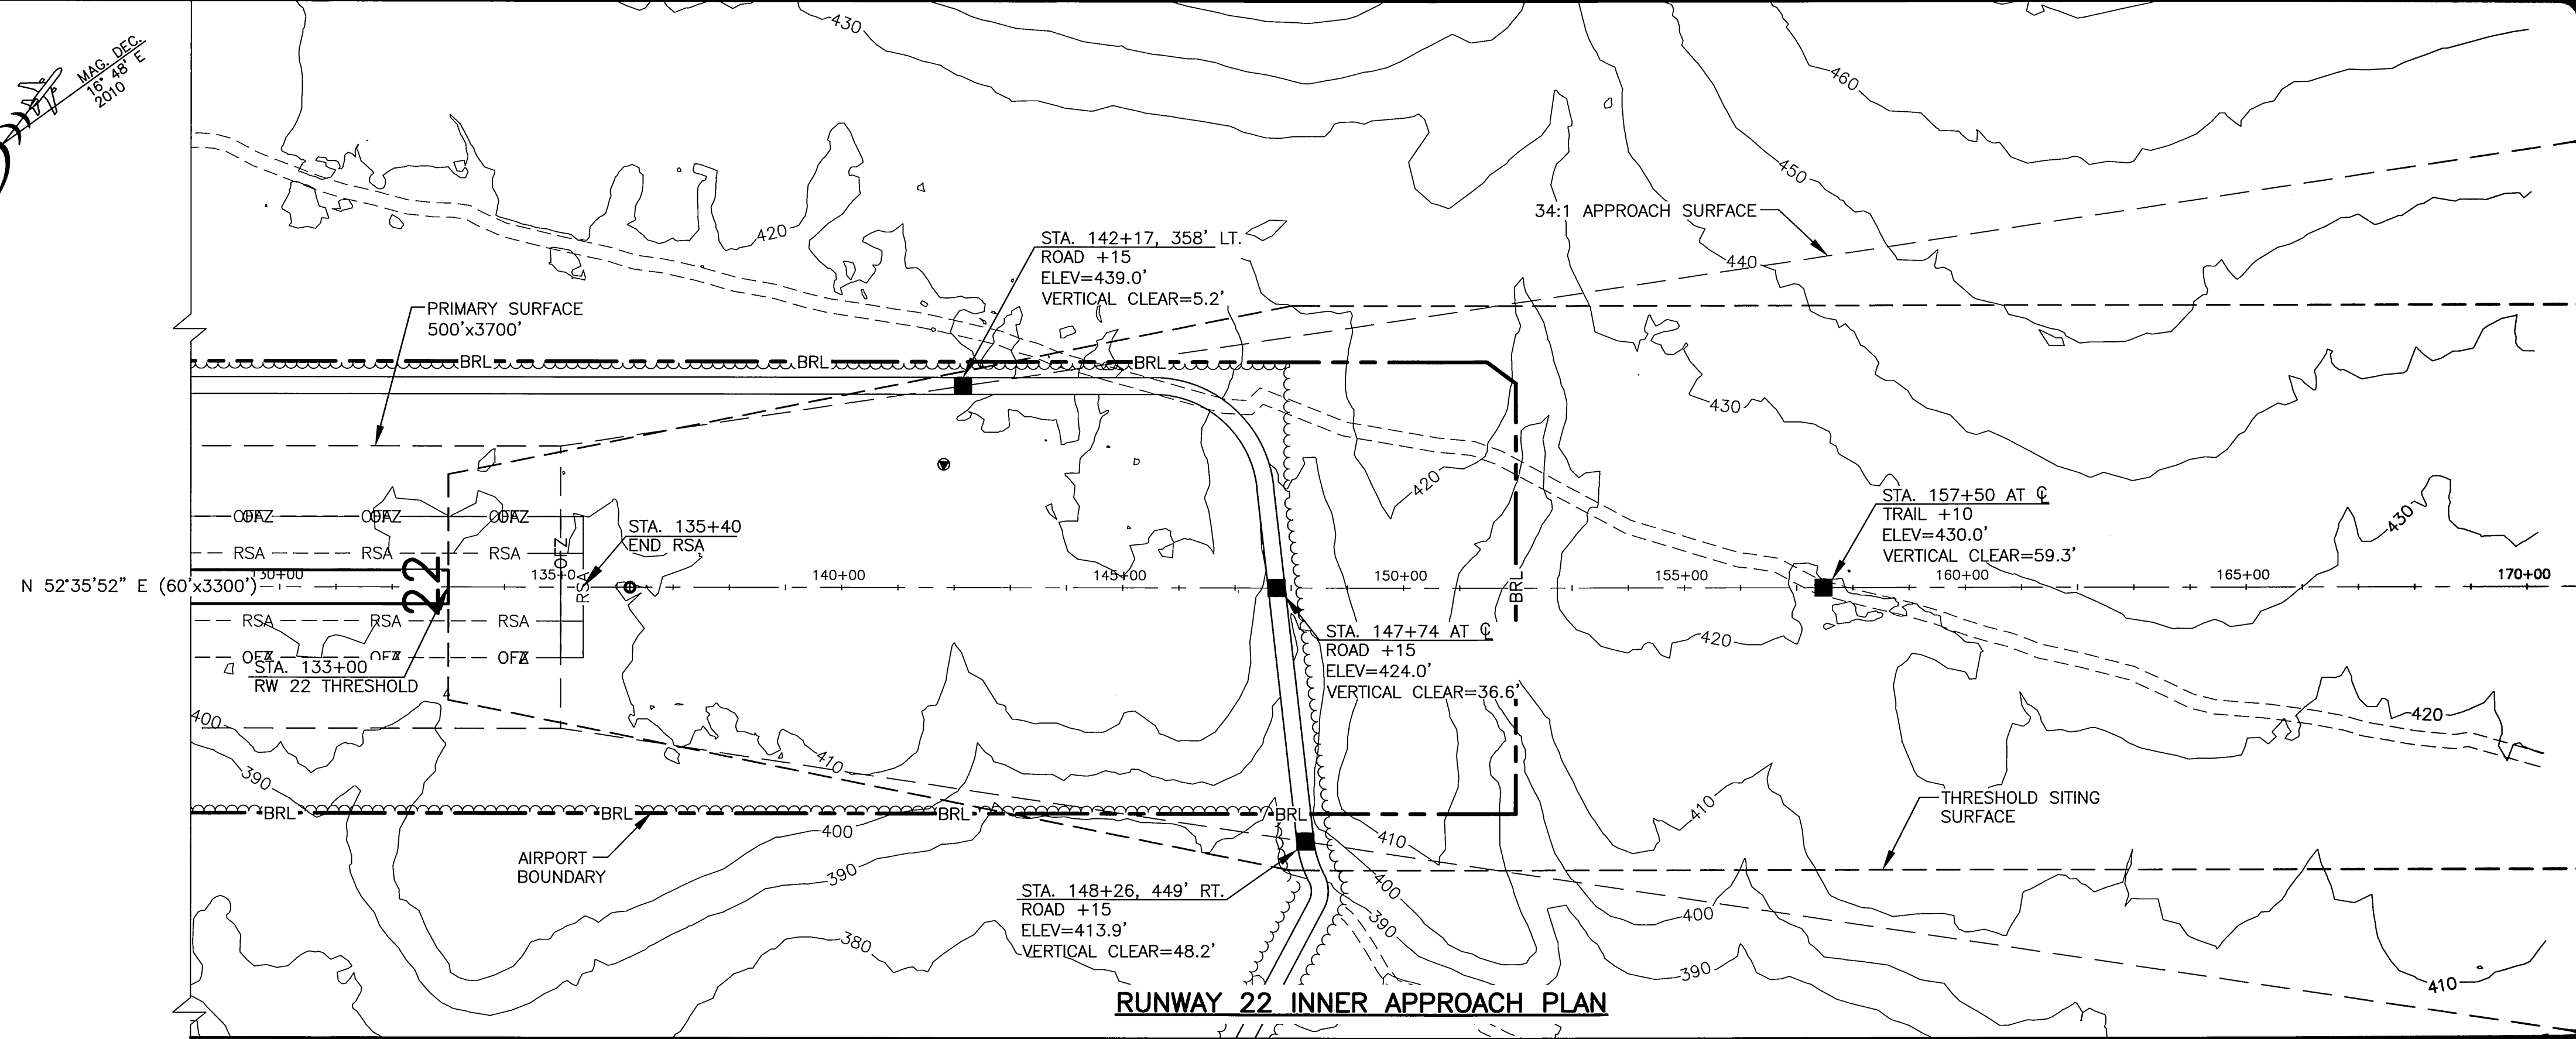 MAG. DEC.
16° 48' E
2010
430
460
450
420
34:1 APPROACH SURFACE
440
STA. 142+17, 358' LT.
ROAD +15
ELEV=439.0'
VERTICAL CLEAR=5.2'
PRIMARY SURFACE
500'x3700'
BRL BRL BRL
430
420
STA. 157+50 AT ℄
TRAIL +10
ELEV=430.0'
VERTICAL CLEAR=59.3'
430
OFZ
RSA RSA RSA
STA. 135+40
END RSA
N 52°35'52" E (60'x3300')
130+00 140+00 145+00 150+00 155+00 160+00 165+00 170+00
22
RSA
BRL
RSA RSA RSA
STA. 147+74 AT ℄
ROAD +15
ELEV=424.0'
VERTICAL CLEAR=36.6'
420
STA. 133+00
RW 22 THRESHOLD
400
420
390
410
BRL BRL BRL BRL
410
THRESHOLD SITING
SURFACE
400
410
AIRPORT
BOUNDARY
390
400
STA. 148+26, 449' RT.
ROAD +15
ELEV=413.9'
VERTICAL CLEAR=48.2'
390
400
380
390
410
RUNWAY 22 INNER APPROACH PLAN